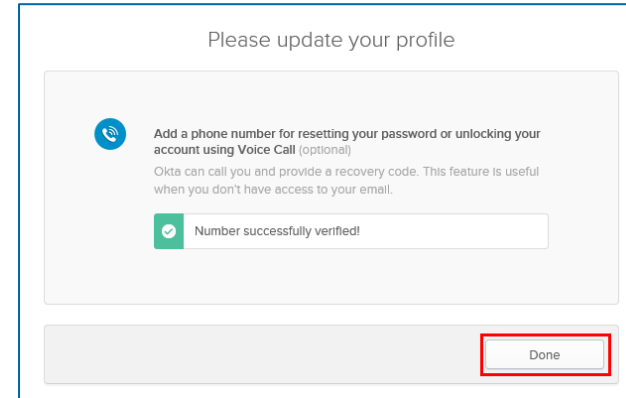 Please update your profile
Add a phone number for resetting your password or unlocking your
account using Voice Call (optional)
Okta can call you and provide a recovery code. This feature is useful
when you don't have access to your email.
Number successfully verified!
Done